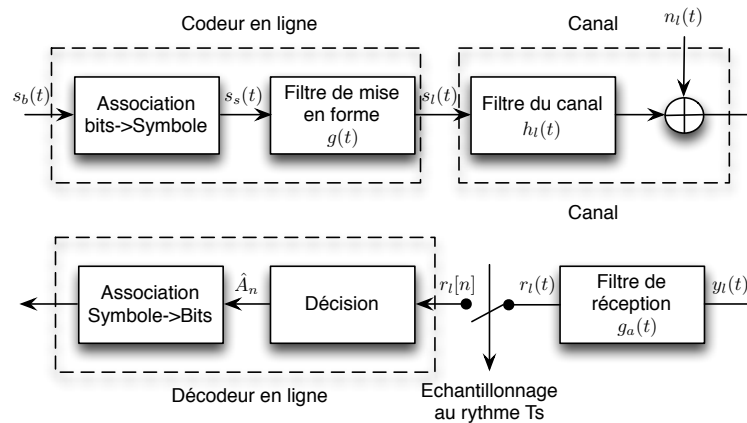 Codeur en ligne
Canal
n_l(t)
s_b(t)
Association
bits->Symbole
s_s(t)
Filtre de mise
en forme
g(t)
s_l(t)
Filtre du canal
h_l(t)
Canal
Â_n
Association
Symbole->Bits
Décision
r_l[n]
r_l(t)
Filtre de
réception
g_a(t)
y_l(t)
Décodeur en ligne
Echantillonnage
au rythme Ts